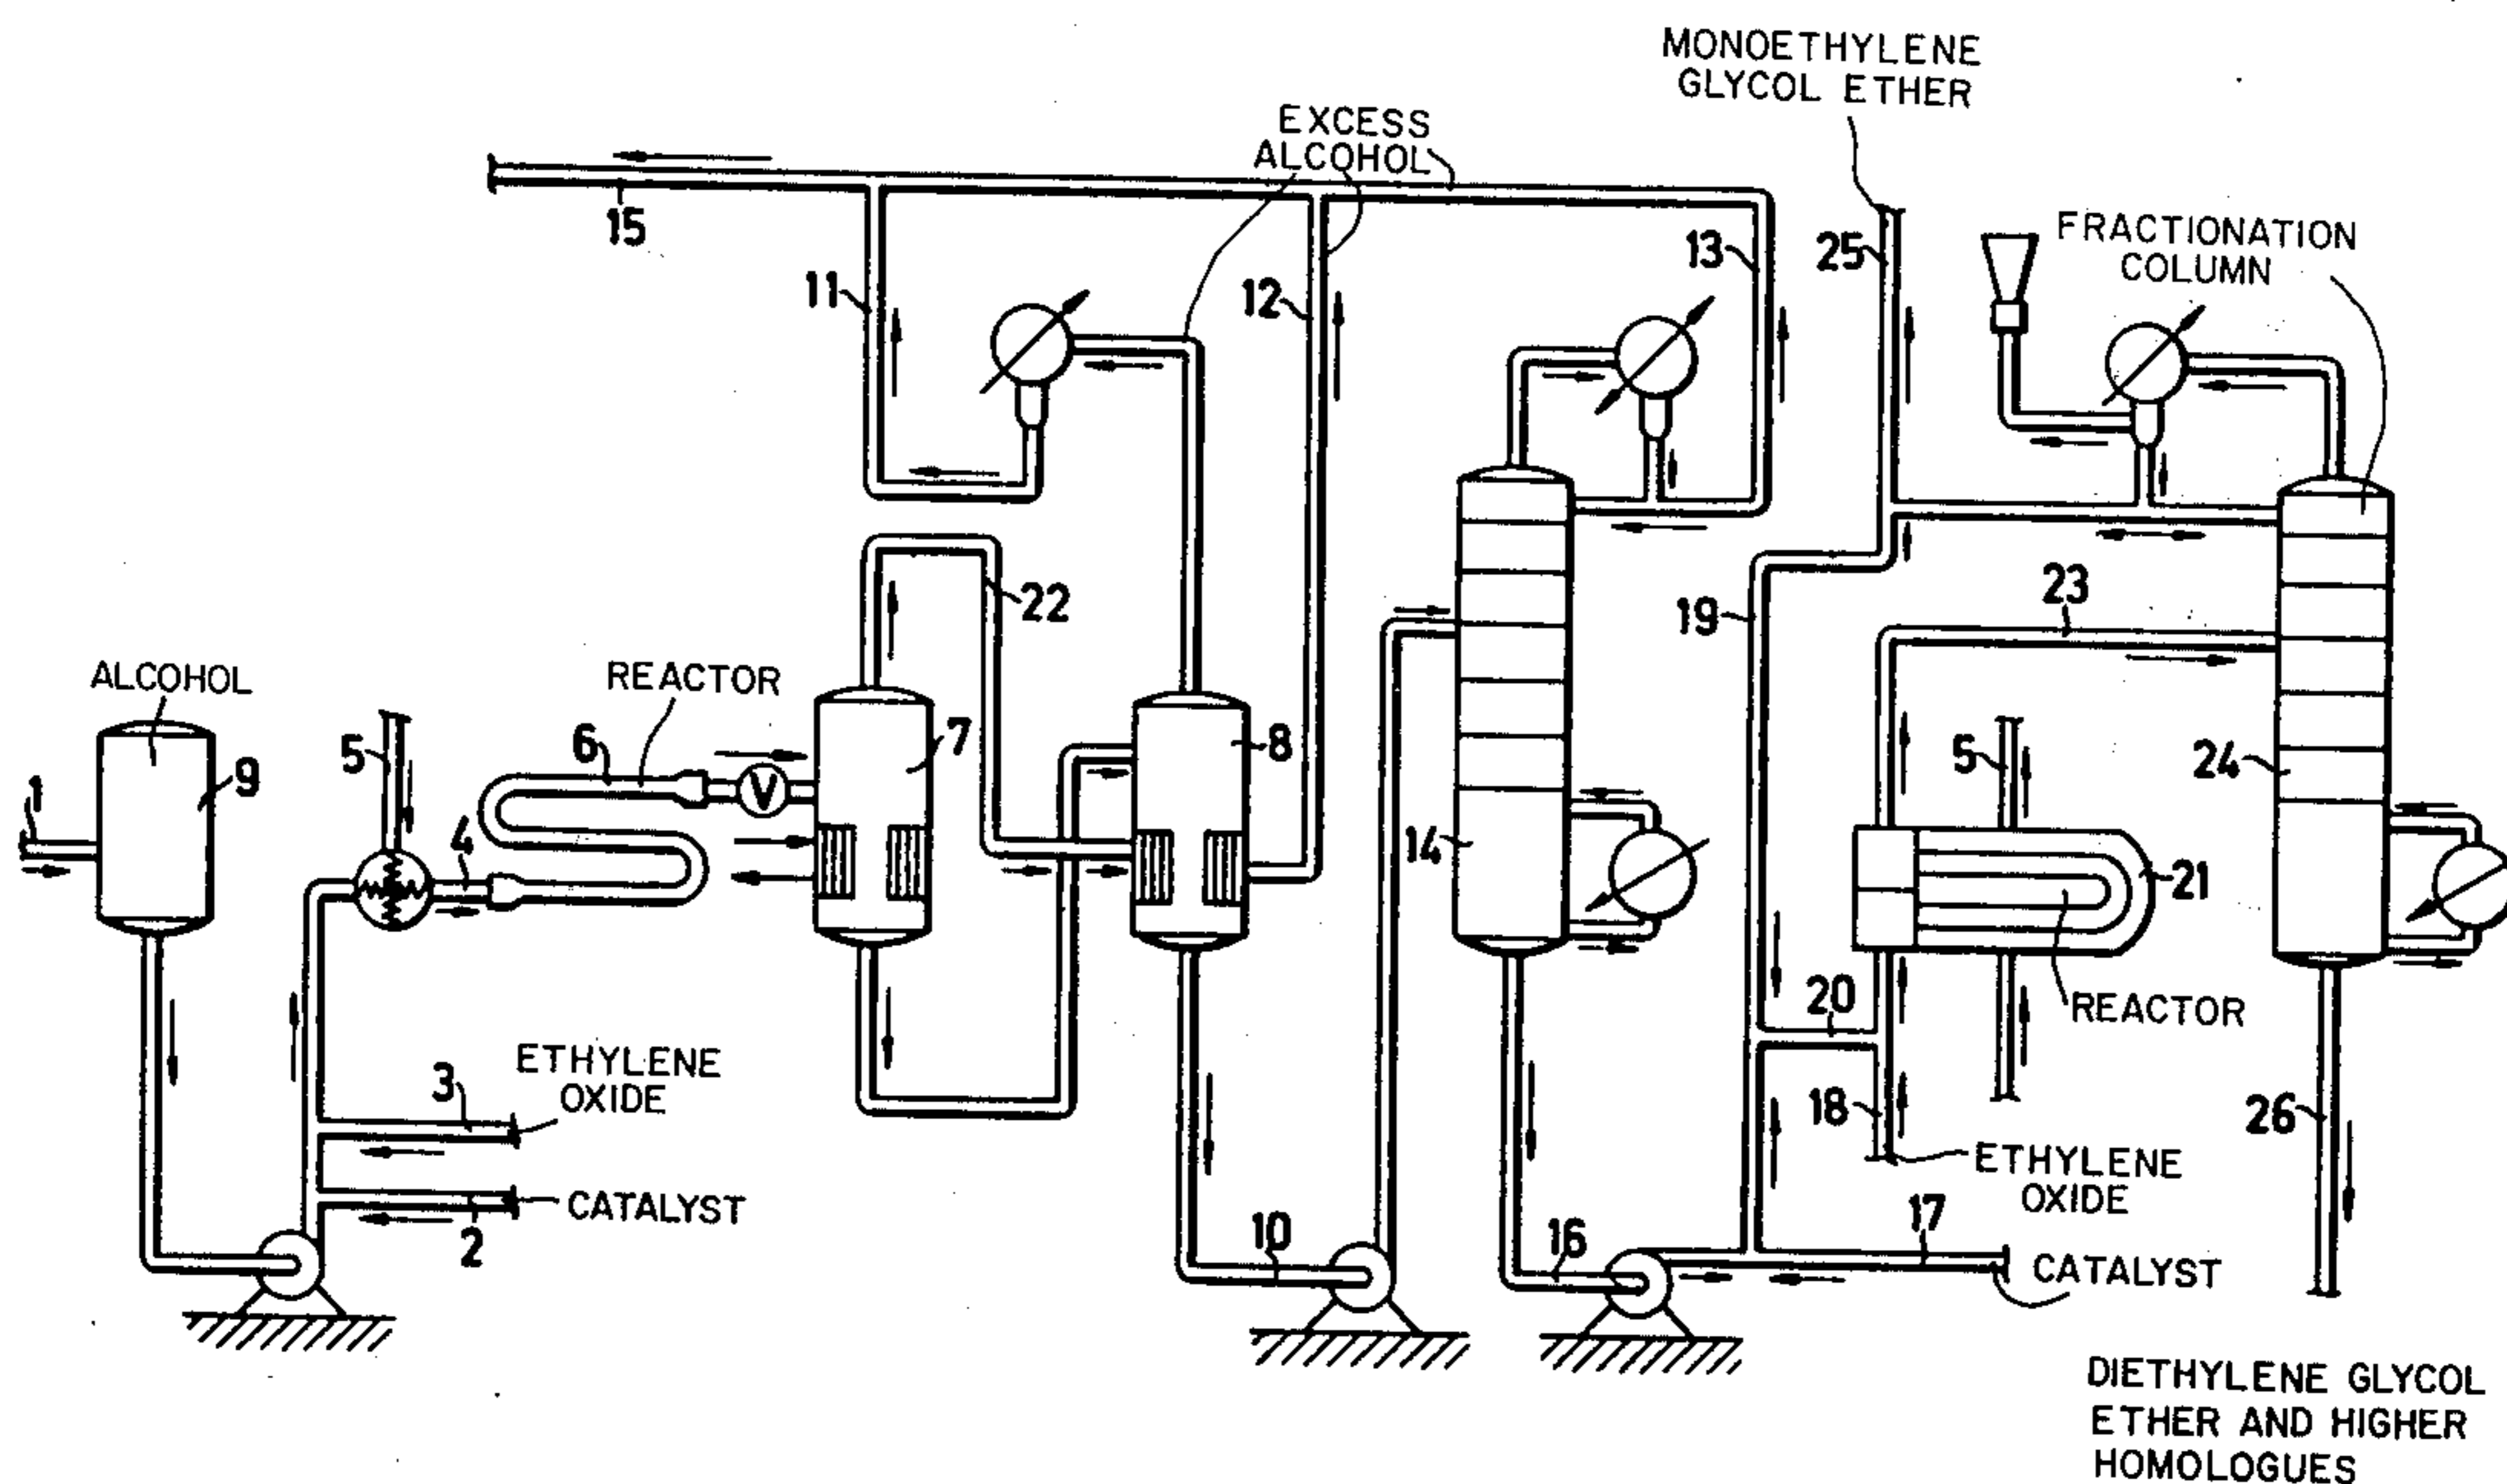 MONOETHYLENE
GLYCOL ETHER
EXCESS
ALCOHOL
15
13
25
FRACTIONATION
COLUMN
11
12
22
19
23
ALCOHOL
REACTOR
1
9
5
6
4
7
8
14
5
24
21
REACTOR
20
3
ETHYLENE
OXIDE
18
26
ETHYLENE
OXIDE
2
CATALYST
10
16
17
CATALYST
V
DIETHYLENE GLYCOL
ETHER AND HIGHER
HOMOLOGUES